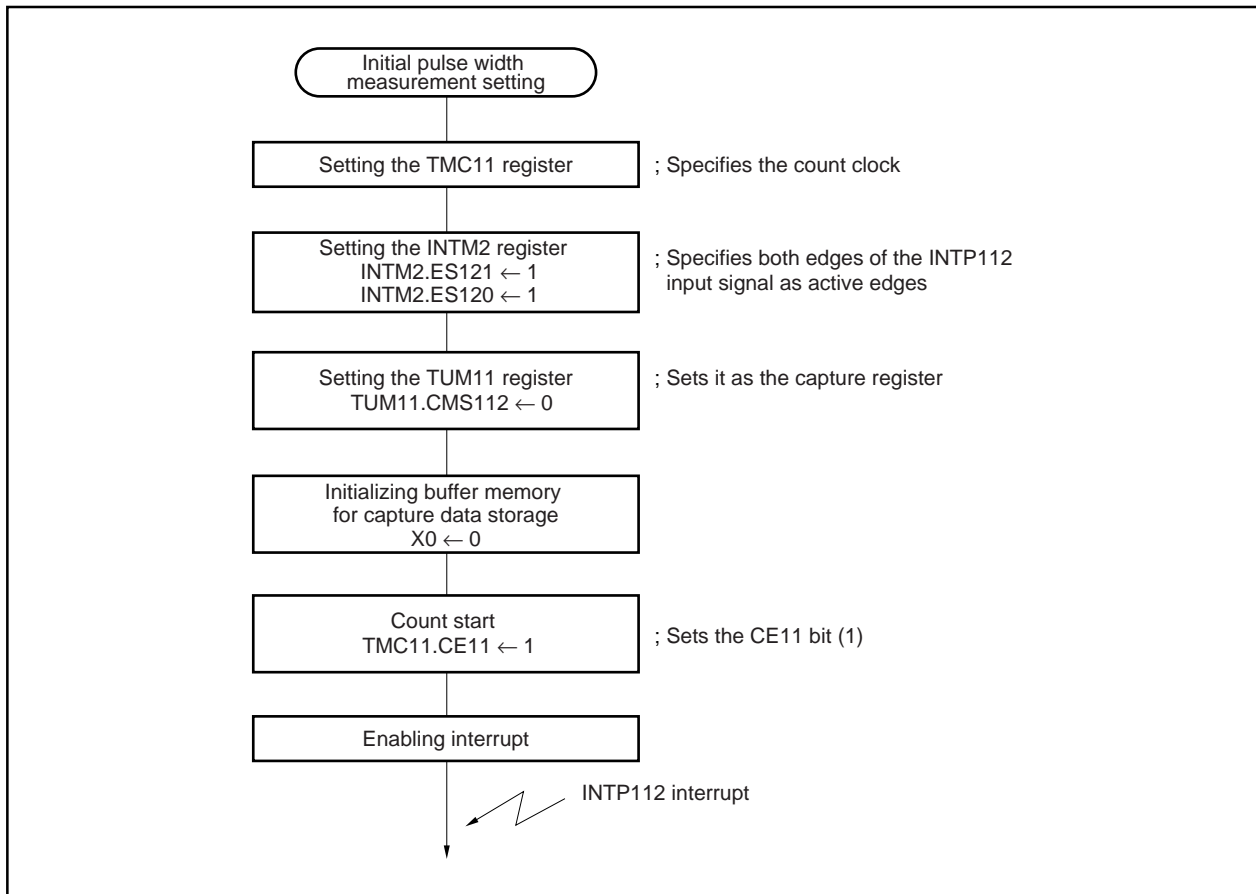 Initial pulse width
measurement setting
Setting the TMC11 register
; Specifies the count clock
Setting the INTM2 register
INTM2.ES121 ← 1
INTM2.ES120 ← 1
; Specifies both edges of the INTP112
input signal as active edges
Setting the TUM11 register
TUM11.CMS112 ← 0
; Sets it as the capture register
Initializing buffer memory
for capture data storage
X0 ← 0
Count start
TMC11.CE11 ← 1
; Sets the CE11 bit (1)
Enabling interrupt
INTP112 interrupt